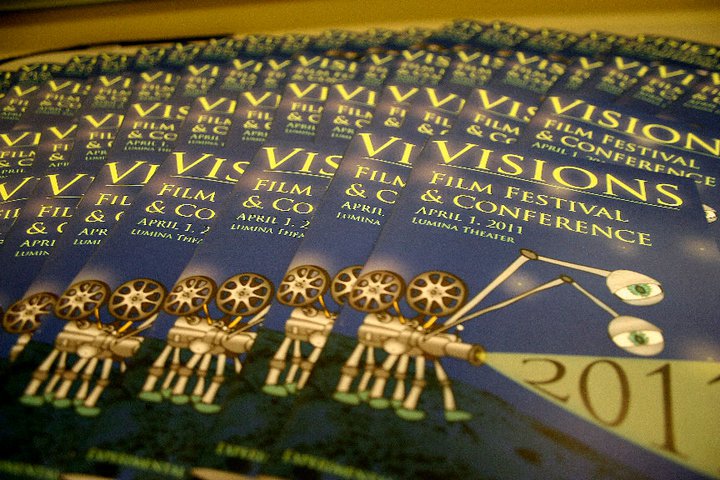 VISIONS
FILM FESTIVAL
& CONFERENCE
APRIL 1, 2011
LUMINA THEATER
2011